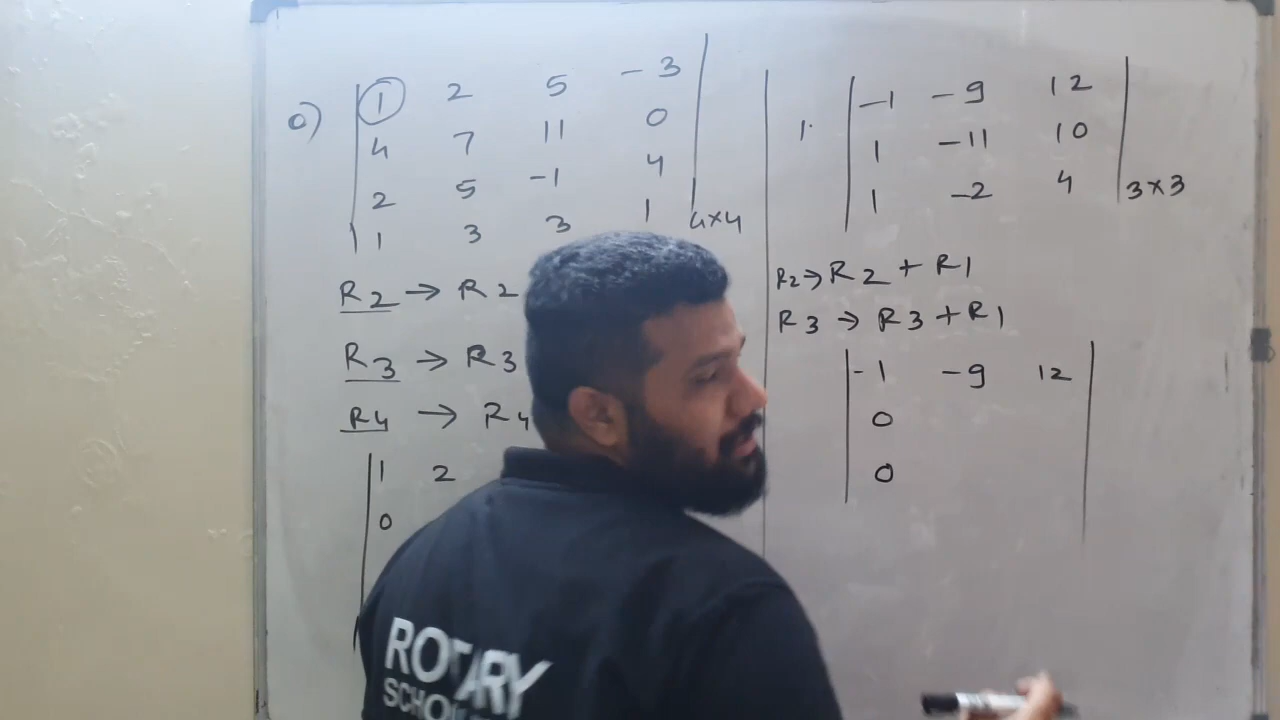 0) 1 2 5 -3
4 7 11 0
2 5 -1 4
1 3 3 1 4×4
R2 → R2
R3 → R3
R4 → R4
1 2
0
1. -1 -9 12
1 -11 10
1 -2 4 3×3
R2 → R2 + R1
R3 → R3 + R1
-1 -9 12
0
0
ROTARY